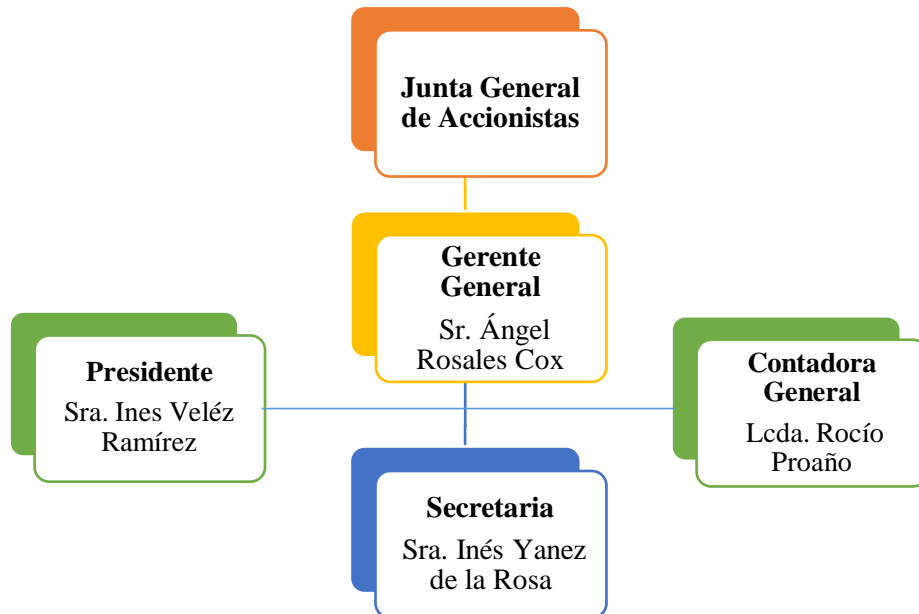 Junta General
de Accionistas
Gerente
General
Sr. Ángel
Rosales Cox
Presidente
Sra. Ines Veléz
Ramírez
Contadora
General
Lcda. Rocío
Proaño
Secretaria
Sra. Inés Yanez
de la Rosa